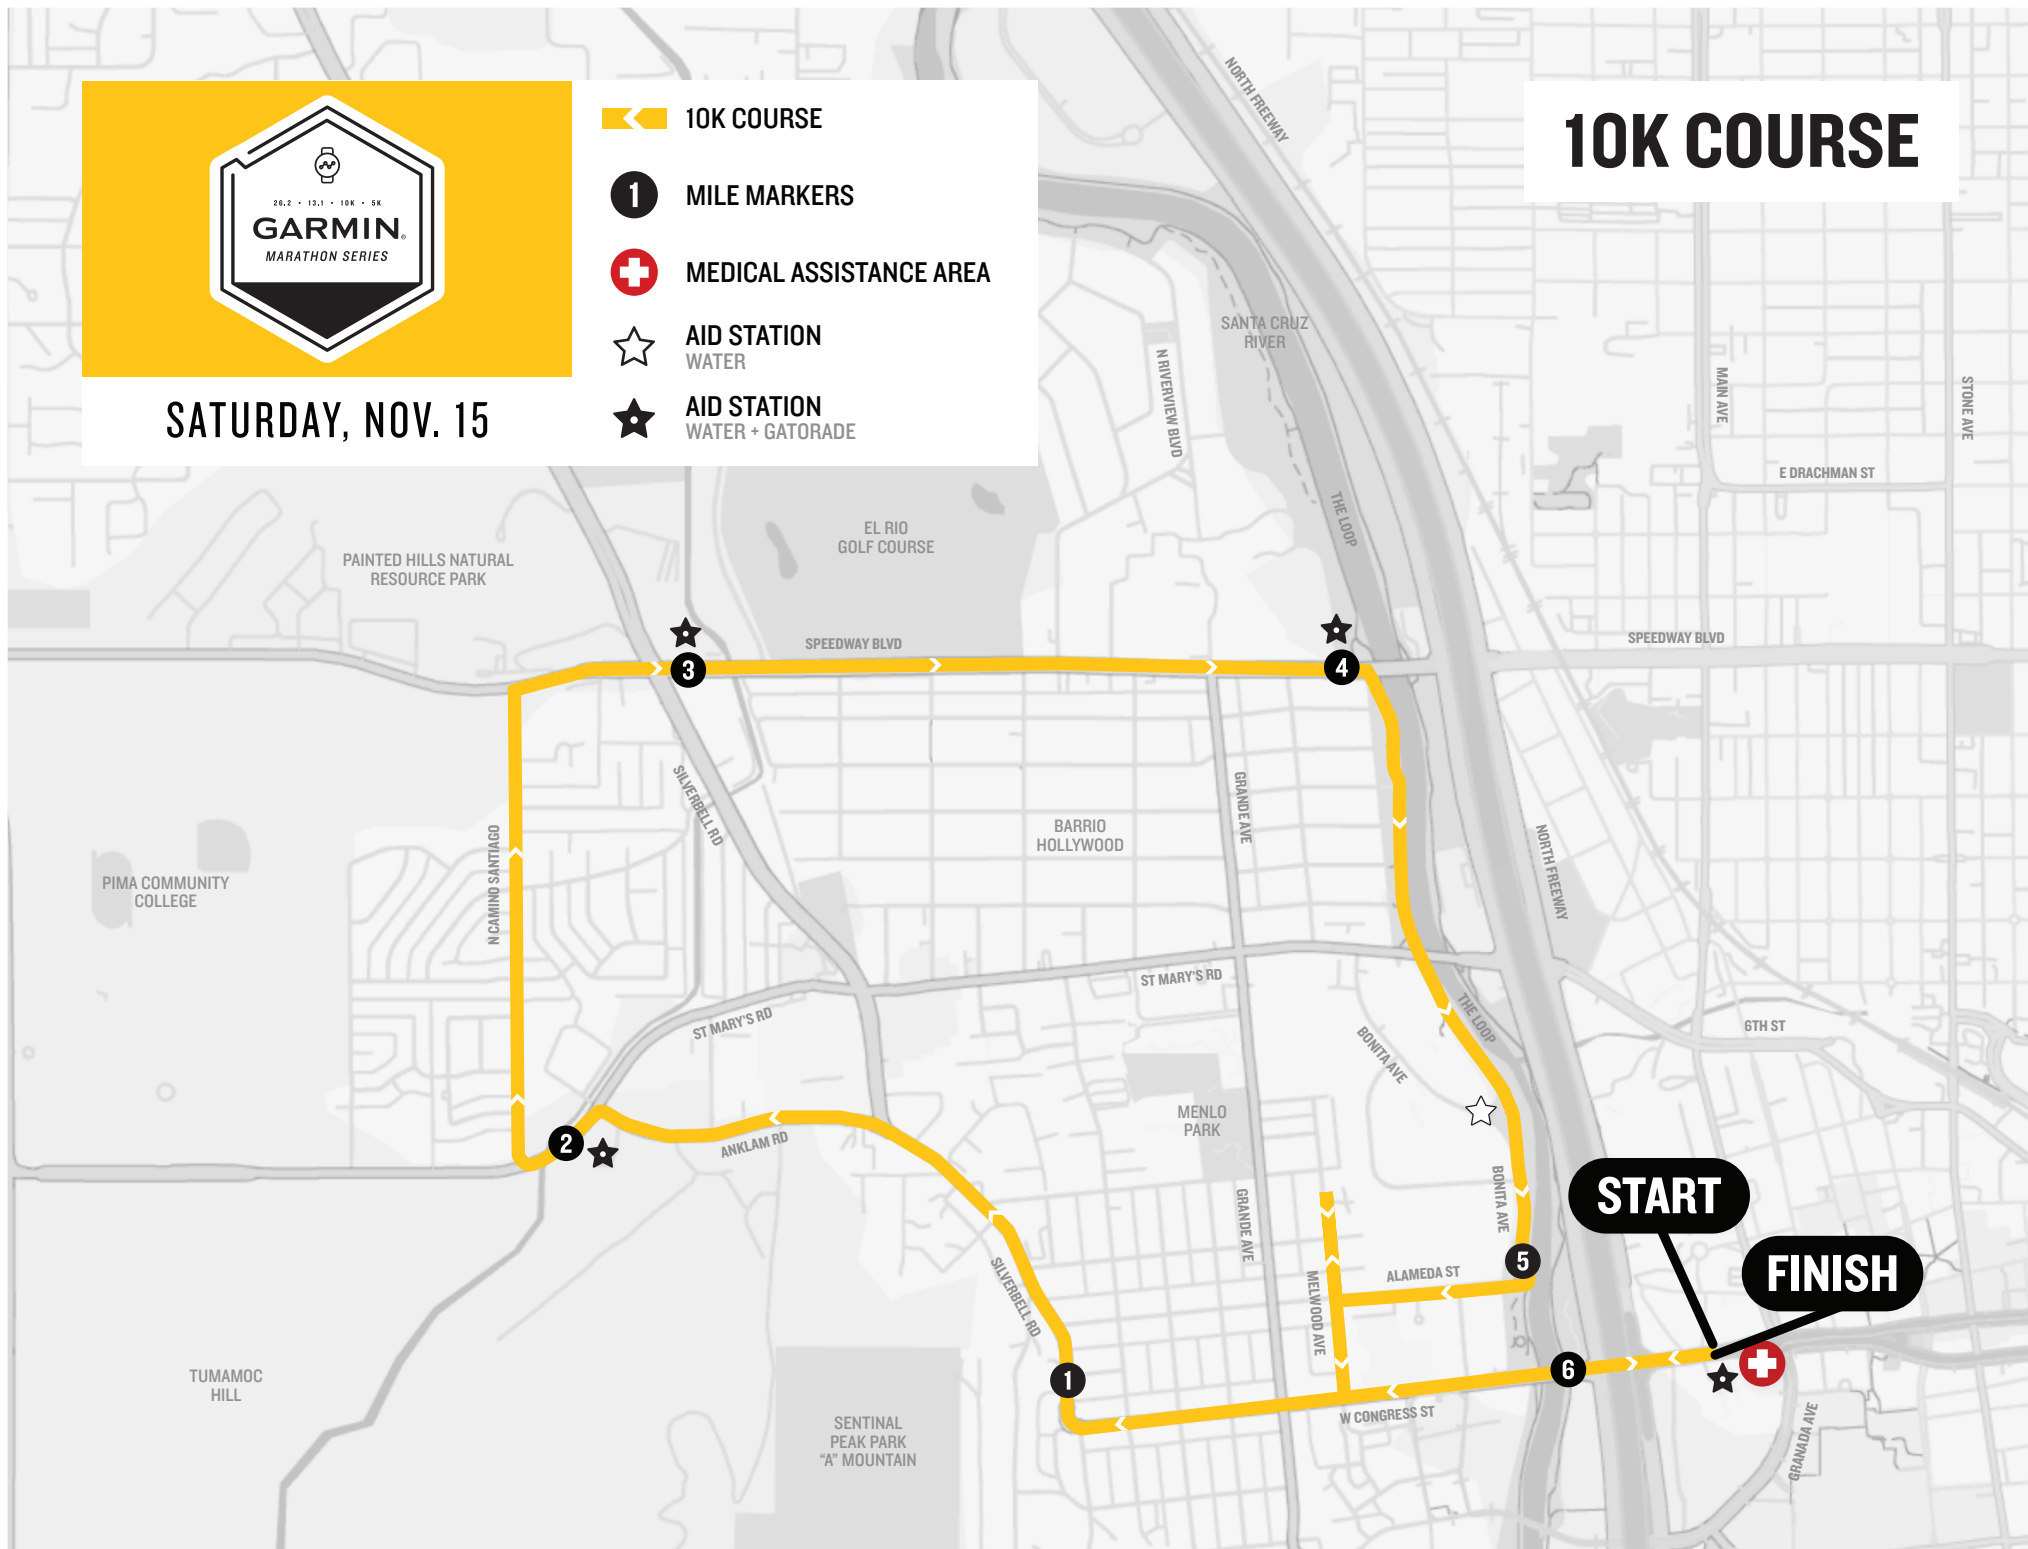 10K COURSE
26.2 • 13.1 • 10K • 5K
GARMIN®
MARATHON SERIES
SATURDAY, NOV. 15
10K COURSE
1
MILE MARKERS
MEDICAL ASSISTANCE AREA
AID STATION
WATER
AID STATION
WATER + GATORADE
NORTH FREEWAY
SANTA CRUZ
RIVER
N RIVERVIEW BLVD
MAIN AVE
STONE AVE
E DRACHMAN ST
THE LOOP
EL RIO
GOLF COURSE
PAINTED HILLS NATURAL
RESOURCE PARK
SPEEDWAY BLVD
SPEEDWAY BLVD
3
4
SILVERBELL RD
GRANDE AVE
BARRIO
HOLLYWOOD
N CAMINO SANTIAGO
PIMA COMMUNITY
COLLEGE
NORTH FREEWAY
ST MARY'S RD
ST MARY'S RD
THE LOOP
6TH ST
BONITA AVE
MENLO
PARK
2
ANKLAM RD
BONITA AVE
GRANDE AVE
START
FINISH
5
ALAMEDA ST
MELWOOD AVE
SILVERBELL RD
1
6
W CONGRESS ST
TUMAMOC
HILL
SENTINAL
PEAK PARK
“A” MOUNTAIN
GRANADA AVE